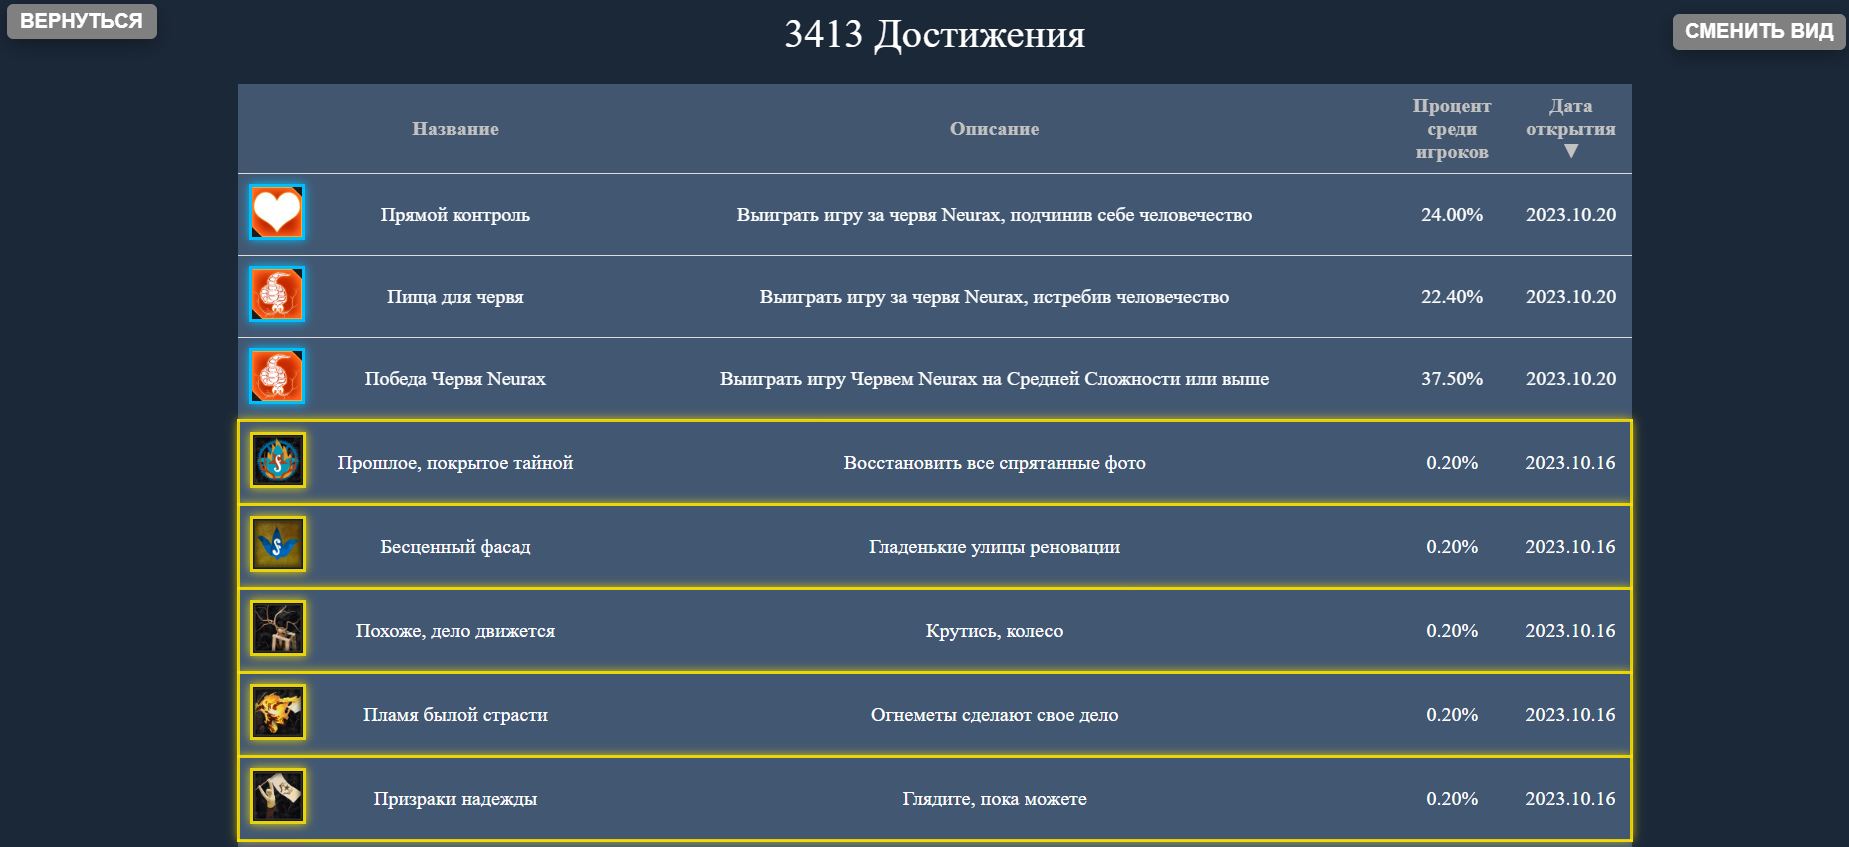 ВЕРНУТЬСЯ
3413 Достижения
СМЕНИТЬ ВИД
Название
Описание
Процент
среди
игроков
Дата
открытия
▼
Прямой контроль
Выиграть игру за червя Neurax, подчинив себе человечество
24.00%
2023.10.20
Пища для червя
Выиграть игру за червя Neurax, истребив человечество
22.40%
2023.10.20
Победа Червя Neurax
Выиграть игру Червем Neurax на Средней Сложности или выше
37.50%
2023.10.20
Прошлое, покрытое тайной
Восстановить все спрятанные фото
0.20%
2023.10.16
Бесценный фасад
Гладенькие улицы реновации
0.20%
2023.10.16
Похоже, дело движется
Крутись, колесо
0.20%
2023.10.16
Пламя былой страсти
Огнеметы сделают свое дело
0.20%
2023.10.16
Призраки надежды
Глядите, пока можете
0.20%
2023.10.16